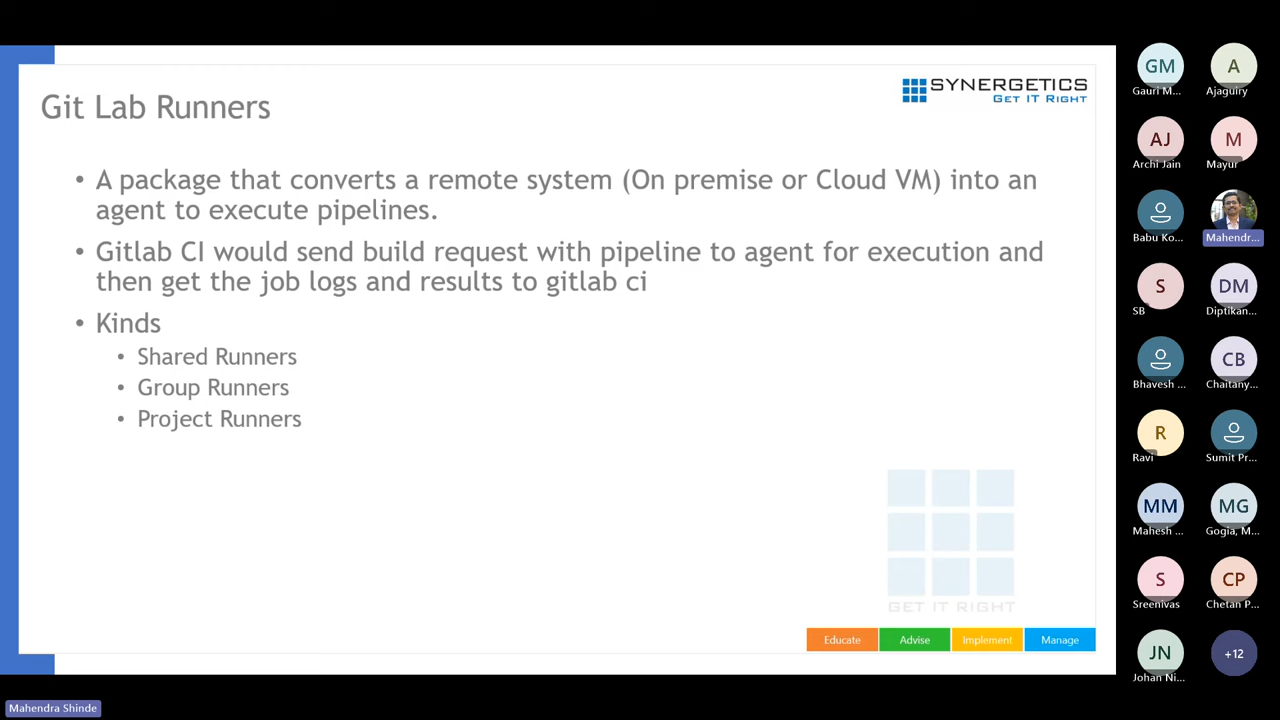 Git Lab Runners
SYNERGETICS
GET IT RIGHT
• A package that converts a remote system (On premise or Cloud VM) into an
agent to execute pipelines.
• Gitlab CI would send build request with pipeline to agent for execution and
then get the job logs and results to gitlab ci
• Kinds
• Shared Runners
• Group Runners
• Project Runners
GET IT RIGHT
Educate Advise Implement Manage
GM A
Gauri M... Ajaguiry
AJ M
Archi Jain Mayur
Babu Ko... Mahendr...
S DM
SB Diptikan...
CB
Bhavesh ... Chaitany...
R
Ravi Sumit Pr...
MM MG
Mahesh ... Gogia, M...
S CP
Sreenivas Chetan P...
JN +12
Johan Ni...
Mahendra Shinde